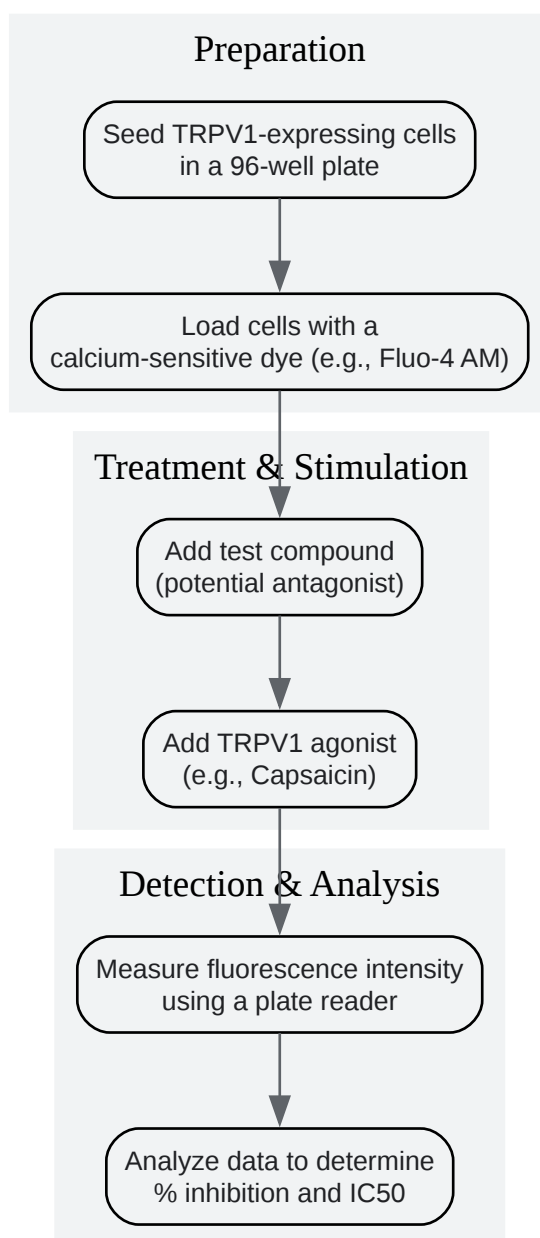 Preparation
Seed TRPV1-expressing cells
in a 96-well plate
Load cells with a
calcium-sensitive dye (e.g., Fluo-4 AM)
Treatment & Stimulation
Add test compound
(potential antagonist)
Add TRPV1 agonist
(e.g., Capsaicin)
Detection & Analysis
Measure fluorescence intensity
using a plate reader
Analyze data to determine
% inhibition and IC50